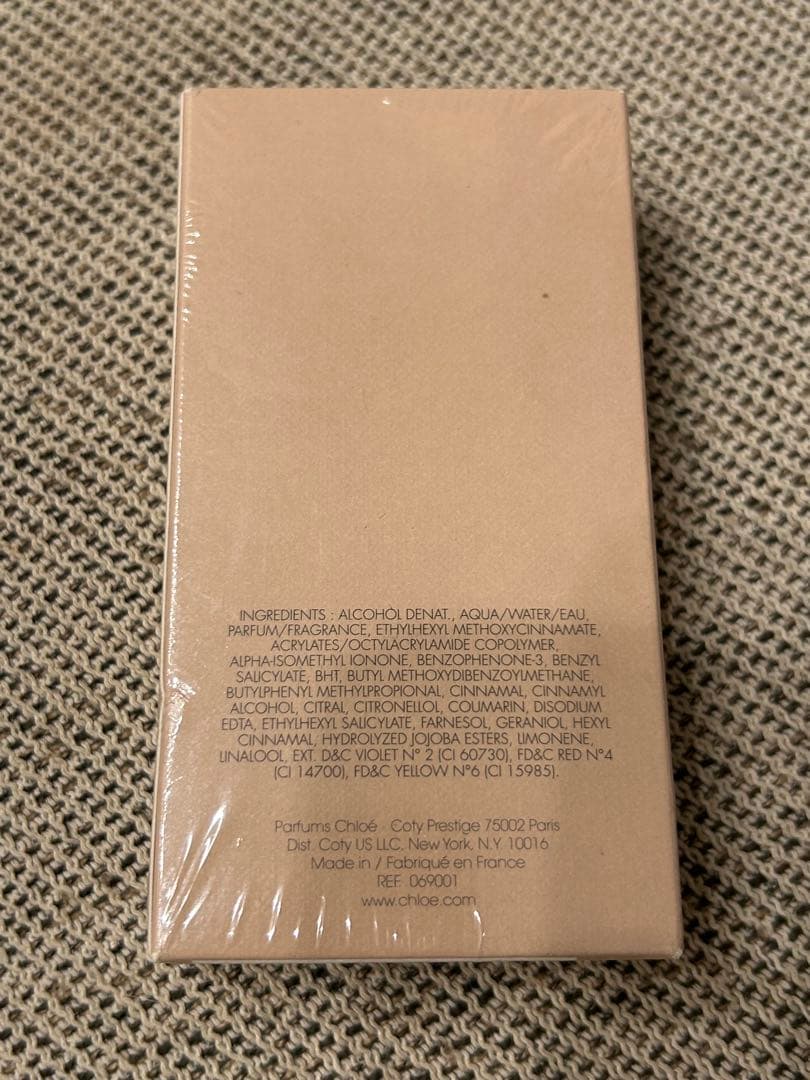 INGREDIENTS : ALCOHOL DENAT., AQUA/WATER/EAU,
PARFUM/FRAGRANCE, ETHYLHEXYL METHOXYCINNAMATE,
ACRYLATES/OCTYLACRYLAMIDE COPOLYMER,
ALPHA-ISOMETHYL IONONE, BENZOPHENONE-3, BENZYL
SALICYLATE, BHT, BUTYL METHOXYDIBENZOYLMETHANE,
BUTYLPHENYL METHYLPROPIONAL, CINNAMAL, CINNAMYL
ALCOHOL, CITRAL, CITRONELLOL, COUMARIN, DISODIUM
EDTA, ETHYLHEXYL SALICYLATE, FARNESOL, GERANIOL, HEXYL
CINNAMAL, HYDROLYZED JOJOBA ESTERS, LIMONENE,
LINALOOL, EXT. D&C VIOLET N° 2 (CI 60730), FD&C RED N°4
(CI 14700), FD&C YELLOW N°6 (CI 15985).
Parfums Chloé - Coty Prestige 75002 Paris
Dist. Coty US LLC. New York, N.Y. 10016
Made in / Fabriqué en France
REF. 069001
www.chloe.com